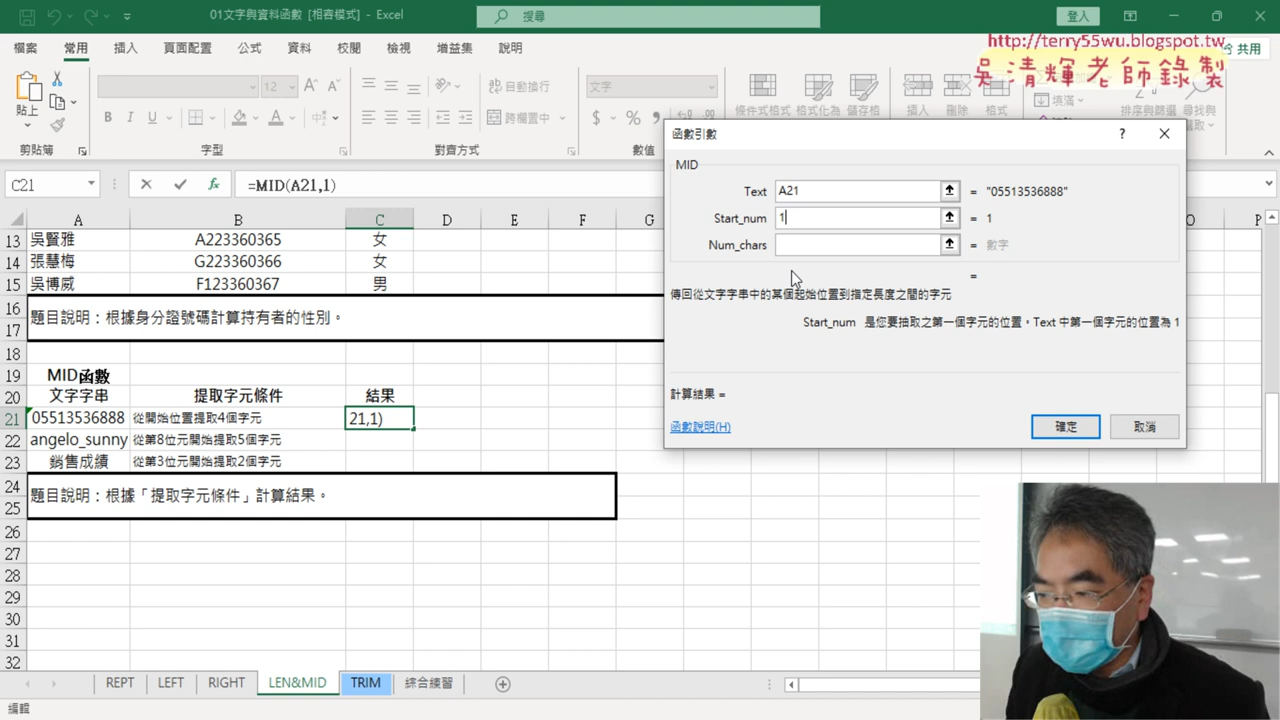 01文字與資料函數 [相容模式] - Excel
搜尋
登入
檔案 常用 插入 頁面配置 公式 資料 校閱 檢視 增益集 說明
共用
http://terry55wu.blogspot.tw
吳清輝老師錄製
貼上
12
自動換行
跨欄置中
文字
條件式格式 格式化為 儲存格
插入 刪除 格式
填滿
排序與篩選 尋找與
選取
剪貼簿 字型 對齊方式 數值
C21
=MID(A21,1)
A B C D E F G O P
13 吳賢雅 A223360365 女
14 張慧梅 G223360366 女
15 吳博威 F123360367 男
16
17
題目說明：根據身分證號碼計算持有者的性別。
18
19 MID函數
20 文字字串 提取字元條件 結果
21 05513536888 從開始位置提取4個字元 21,1)
22 angelo_sunny 從第8位元開始提取5個字元
23 銷售成績 從第3位元開始提取2個字元
24
25
題目說明：根據「提取字元條件」計算結果。
26
27
28
29
30
31
32
函數引數
?
MID
Text A21 = "05513536888"
Start_num 1 = 1
Num_chars = 數字
=
傳回從文字字串中的某個起始位置到指定長度之間的字元
Start_num 是您要抽取之第一個字元的位置，Text 中第一個字元的位置為 1
計算結果 =
函數說明(H)
確定 取消
REPT LEFT RIGHT LEN&MID TRIM 綜合練習
編輯